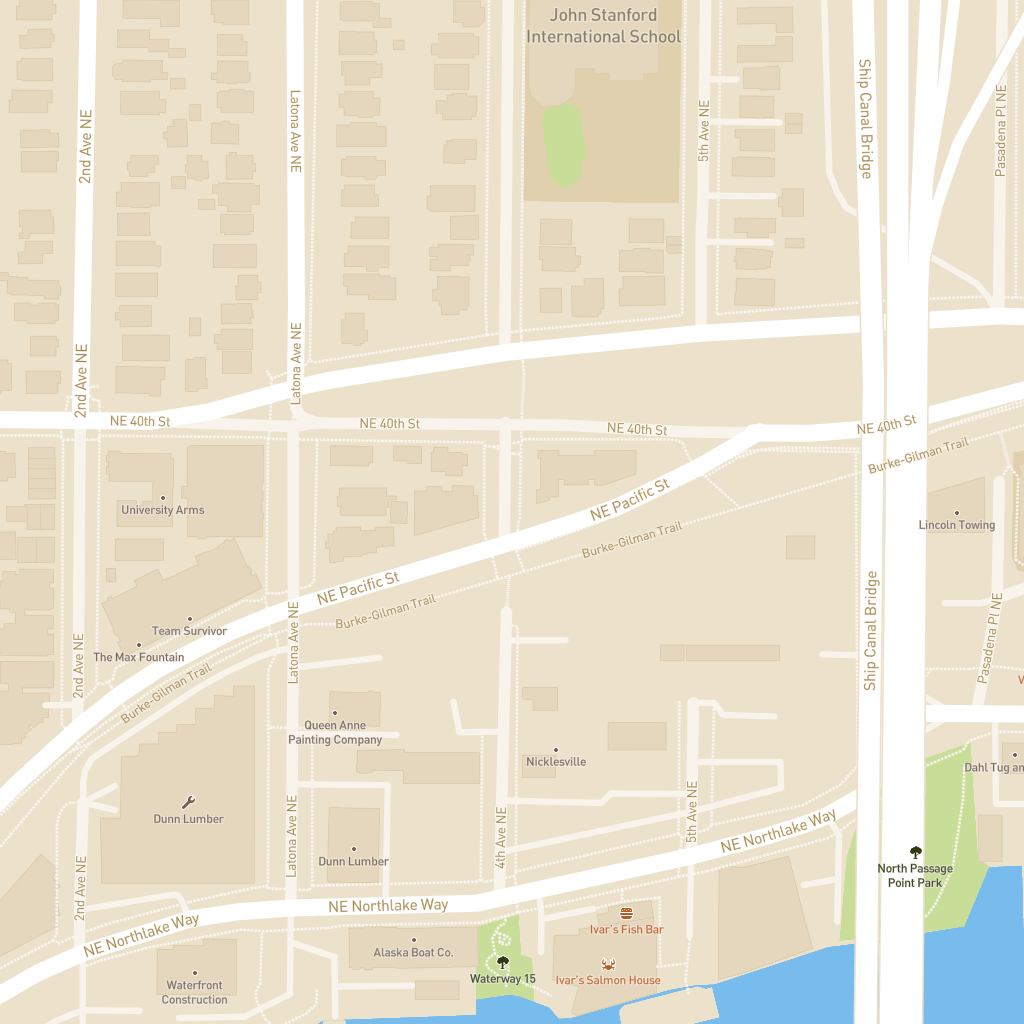 John Stanford
International School
Ship Canal Bridge
Pasadena Pl NE
Latona Ave NE
5th Ave NE
2nd Ave NE
Latona Ave NE
2nd Ave NE
NE 40th St
NE 40th St
NE 40th St
NE 40th St
Burke-Gilman Trail
NE Pacific St
University Arms
Lincoln Towing
Burke-Gilman Trail
NE Pacific St
Burke-Gilman Trail
Ship Canal Bridge
Pasadena Pl NE
Team Survivor
Latona Ave NE
The Max Fountain
2nd Ave NE
Burke-Gilman Trail
Queen Anne
Painting Company
Nicklesville
Dahl Tug an
Dunn Lumber
Latona Ave NE
4th Ave NE
5th Ave NE
NE Northlake Way
Dunn Lumber
North Passage
Point Park
2nd Ave NE
NE Northlake Way
NE Northlake Way
Ivar's Fish Bar
Alaska Boat Co.
Waterway 15
Ivar's Salmon House
Waterfront
Construction